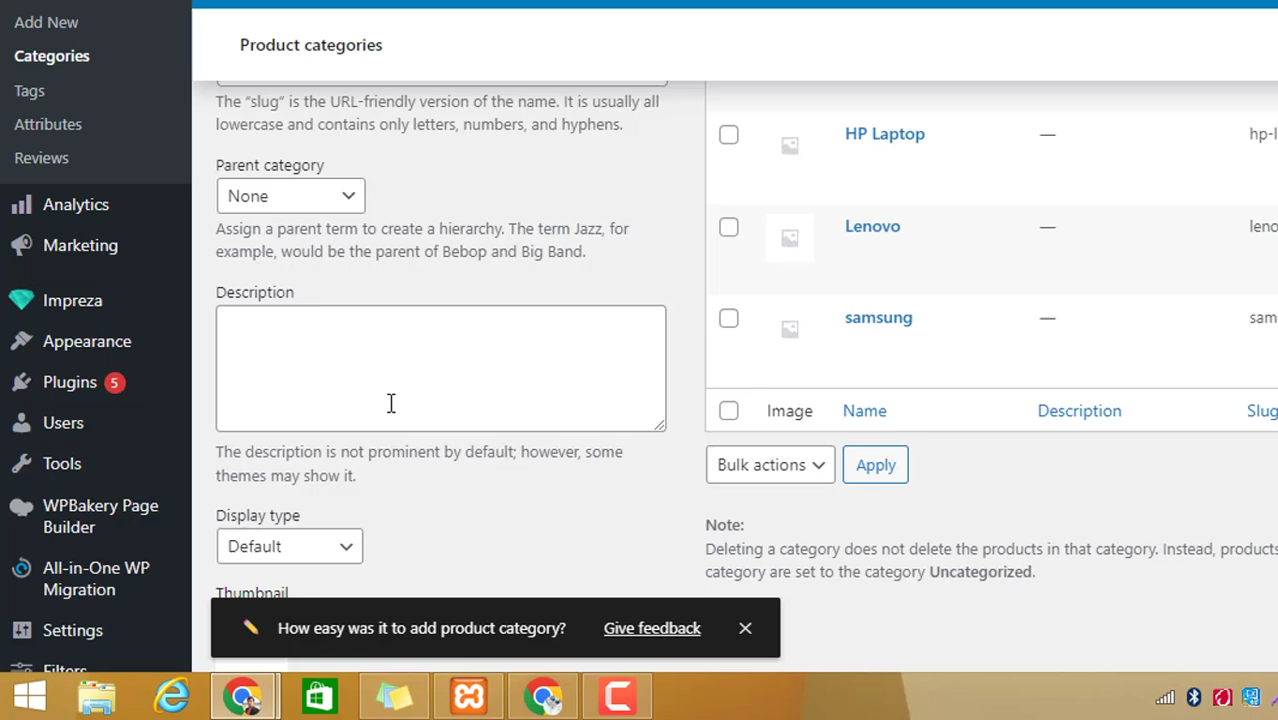 Add New
Categories
Tags
Attributes
Reviews
Analytics
Marketing
Impreza
Appearance
Plugins 5
Users
Tools
WPBakery Page
Builder
All-in-One WP
Migration
Settings
Filters
Product categories
The “slug” is the URL-friendly version of the name. It is usually all
lowercase and contains only letters, numbers, and hyphens.
Parent category
None
Assign a parent term to create a hierarchy. The term Jazz, for
example, would be the parent of Bebop and Big Band.
Description
The description is not prominent by default; however, some
themes may show it.
Display type
Default
Thumbnail
HP Laptop — hp-l
Lenovo — leno
samsung — sam
Image Name Description Slug
Bulk actions Apply
Note:
Deleting a category does not delete the products in that category. Instead, products
category are set to the category Uncategorized.
How easy was it to add product category? Give feedback